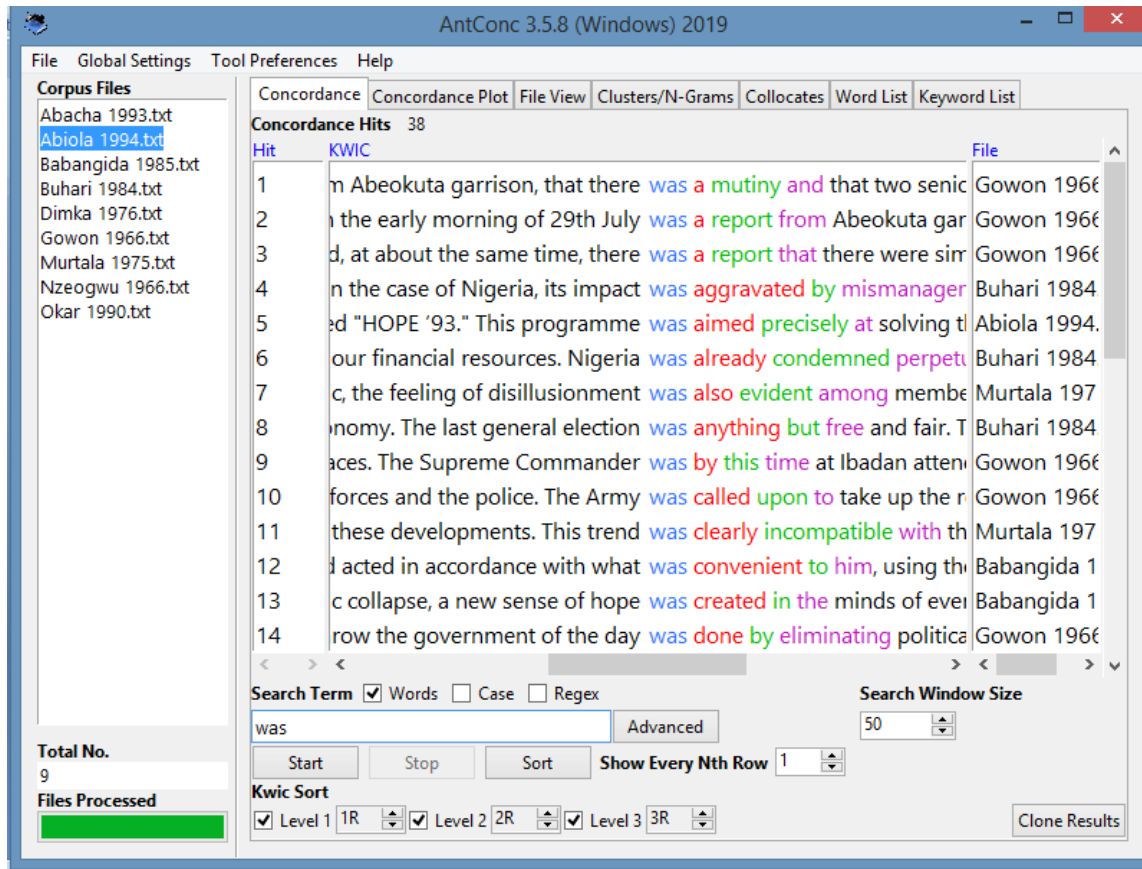 AntConc 3.5.8 (Windows) 2019
File Global Settings Tool Preferences Help
Corpus Files
Abacha 1993.txt
Abiola 1994.txt
Babangida 1985.txt
Buhari 1984.txt
Dimka 1976.txt
Gowon 1966.txt
Murtala 1975.txt
Nzeogwu 1966.txt
Okar 1990.txt
Total No.
9
Files Processed
Concordance Concordance Plot File View Clusters/N-Grams Collocates Word List Keyword List
Concordance Hits 38
Hit KWIC File
1 m Abeokuta garrison, that there was a mutiny and that two senic Gowon 1966
2 the early morning of 29th July was a report from Abeokuta gar Gowon 1966
3 d, at about the same time, there was a report that there were sim Gowon 1966
4 n the case of Nigeria, its impact was aggravated by mismanager Buhari 1984.
5 ed "HOPE ‘93." This programme was aimed precisely at solving tl Abiola 1994.
6 our financial resources. Nigeria was already condemned perpetu Buhari 1984.
7 c, the feeling of disillusionment was also evident among membe Murtala 197
8 onomy. The last general election was anything but free and fair. T Buhari 1984.
9 aces. The Supreme Commander was by this time at Ibadan atten Gowon 1966
10 forces and the police. The Army was called upon to take up the r Gowon 1966
11 these developments. This trend was clearly incompatible with th Murtala 197
12 d acted in accordance with what was convenient to him, using the Babangida 1
13 c collapse, a new sense of hope was created in the minds of ever Babangida 1
14 row the government of the day was done by eliminating politica Gowon 1966
Search Term Words Case Regex Search Window Size
was Advanced 50
Start Stop Sort Show Every Nth Row 1
Kwic Sort
Level 1 1R Level 2 2R Level 3 3R Clone Results